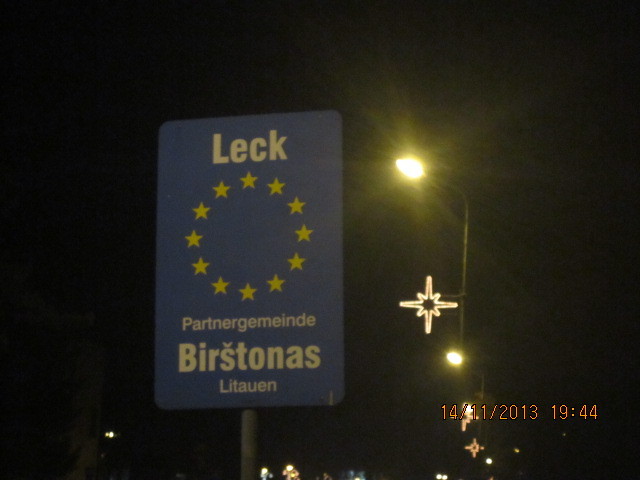 Leck
Partnergemeinde
Birštonas
Litauen
14/11/2013 19:44